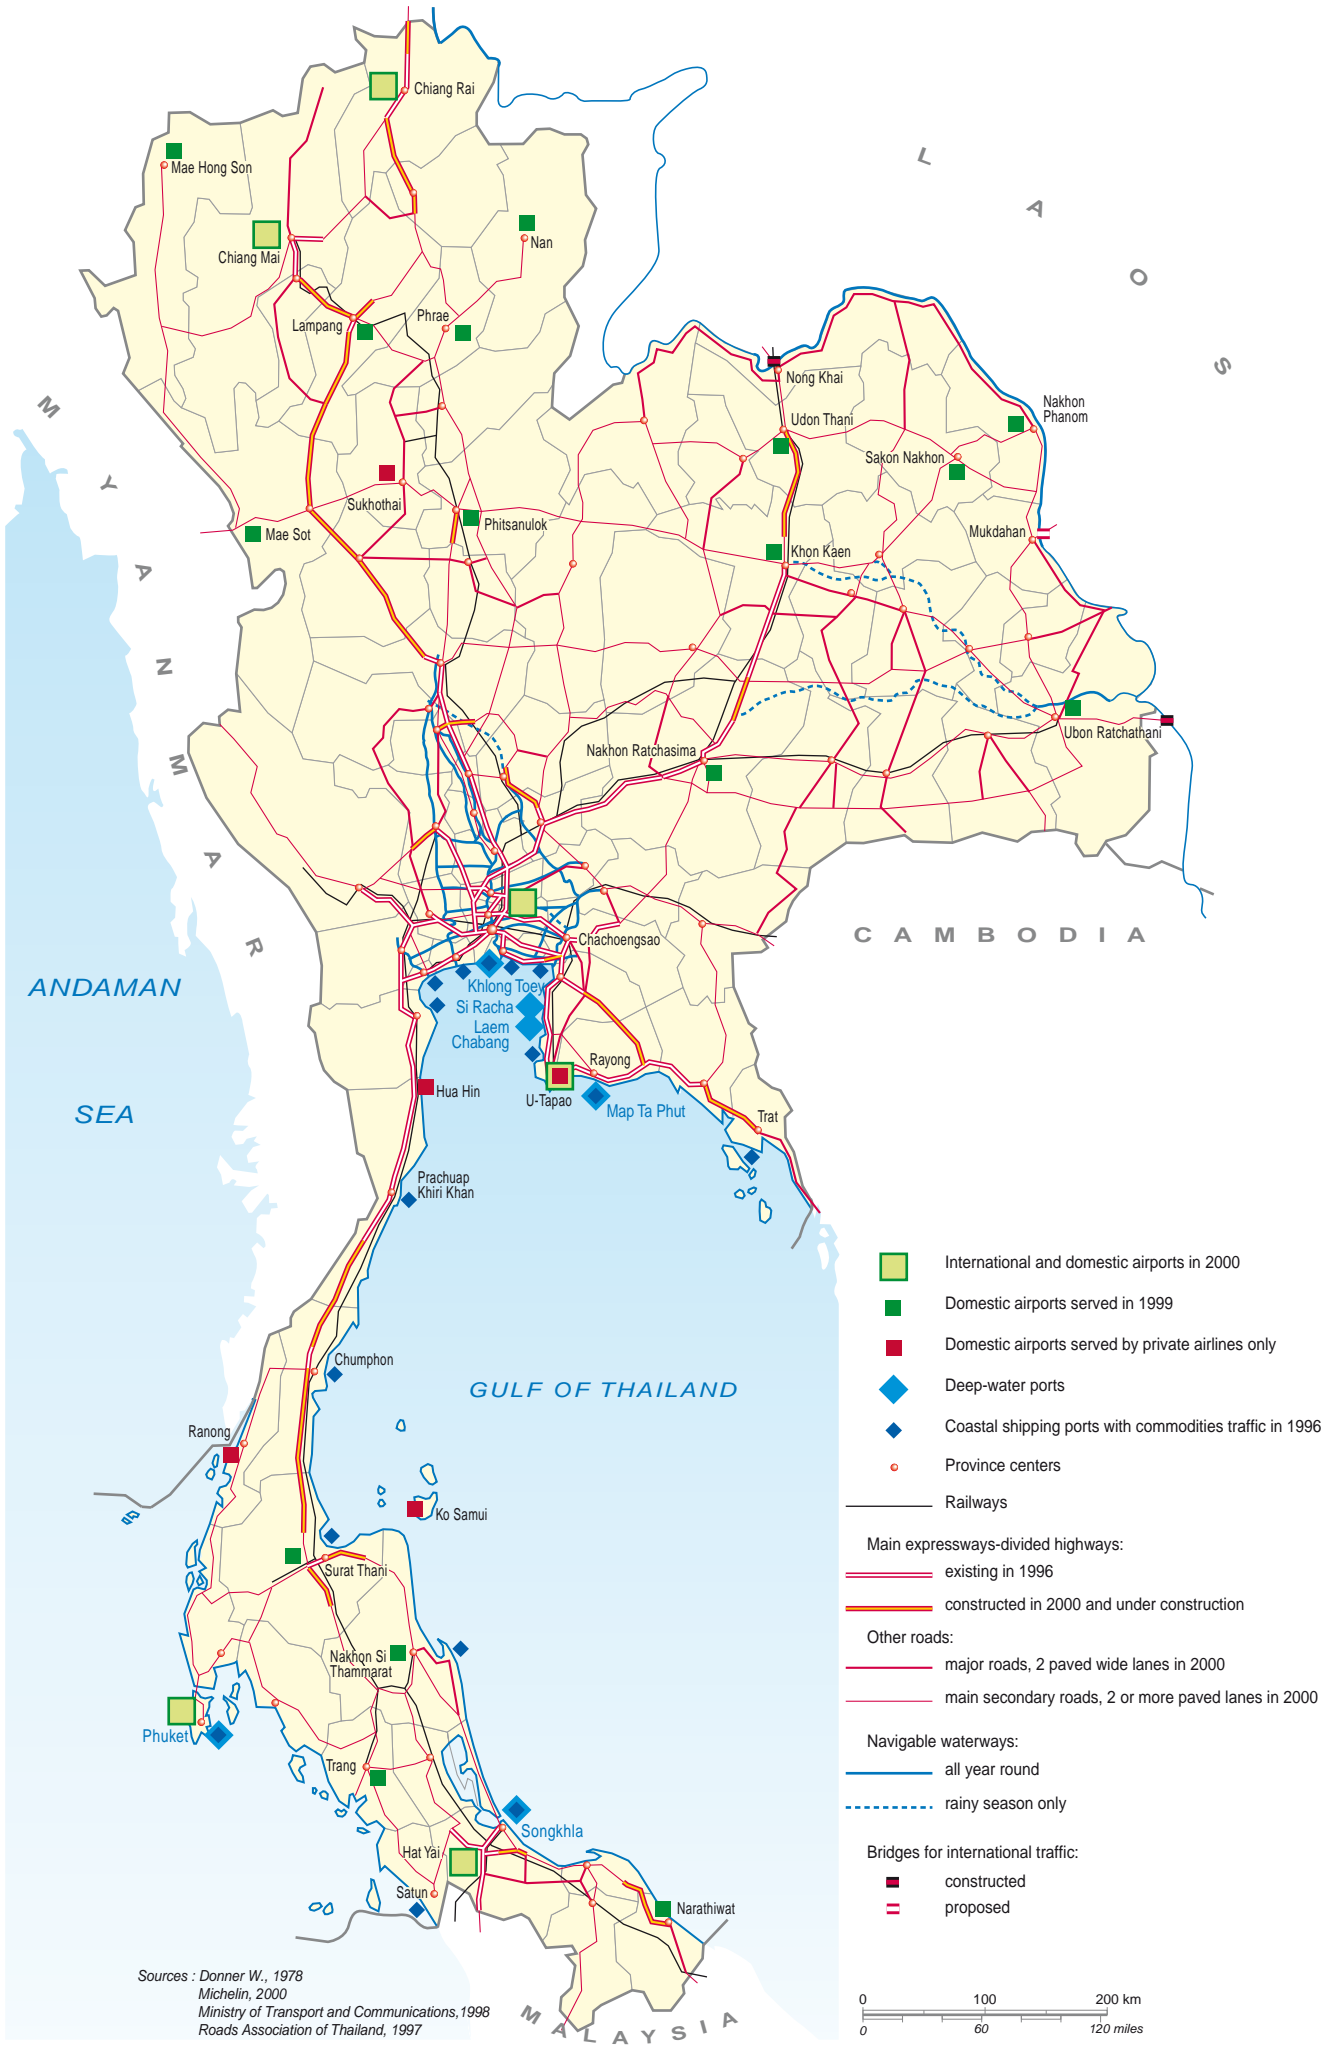 Chiang Rai
Mae Hong Son
Nan
Chiang Mai
Lampang
Phrae
L A O S
M Y A N M A R
Nong Khai
Udon Thani
Nakhon
Phanom
Sakon Nakhon
Sukhothai
Phitsanulok
Mae Sot
Khon Kaen
Mukdahan
Ubon Ratchathani
Nakhon Ratchasima
Chachoengsao
C A M B O D I A
ANDAMAN
SEA
Khlong Toey
Si Racha
Laem
Chabang
Rayong
U-Tapao
Map Ta Phut
Hua Hin
Trat
Prachuap
Khiri Khan
Chumphon
GULF OF THAILAND
Ranong
Ko Samui
Surat Thani
Nakhon Si
Thammarat
Phuket
Trang
Songkhla
Hat Yai
Satun
Narathiwat
M A L A Y S I A
International and domestic airports in 2000
Domestic airports served in 1999
Domestic airports served by private airlines only
Deep-water ports
Coastal shipping ports with commodities traffic in 1996
Province centers
Railways
Main expressways-divided highways:
existing in 1996
constructed in 2000 and under construction
Other roads:
major roads, 2 paved wide lanes in 2000
main secondary roads, 2 or more paved lanes in 2000
Navigable waterways:
all year round
rainy season only
Bridges for international traffic:
constructed
proposed
0 100 200 km
0 60 120 miles
Sources : Donner W., 1978
Michelin, 2000
Ministry of Transport and Communications,1998
Roads Association of Thailand, 1997